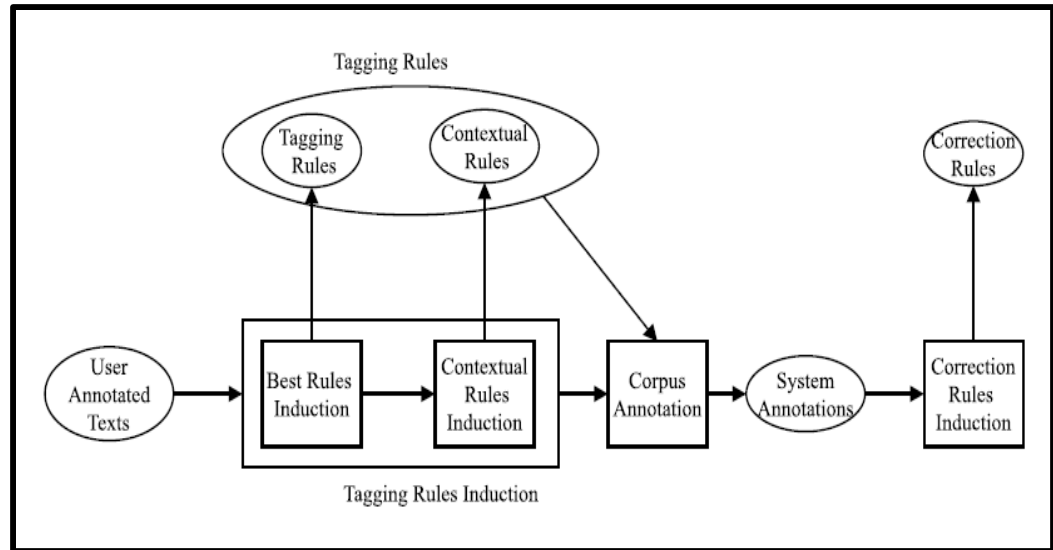 Tagging Rules
Tagging
Rules
Contextual
Rules
Correction
Rules
User
Annotated
Texts
Best Rules
Induction
Contextual
Rules
Induction
Corpus
Annotation
System
Annotations
Correction
Rules
Induction
Tagging Rules Induction